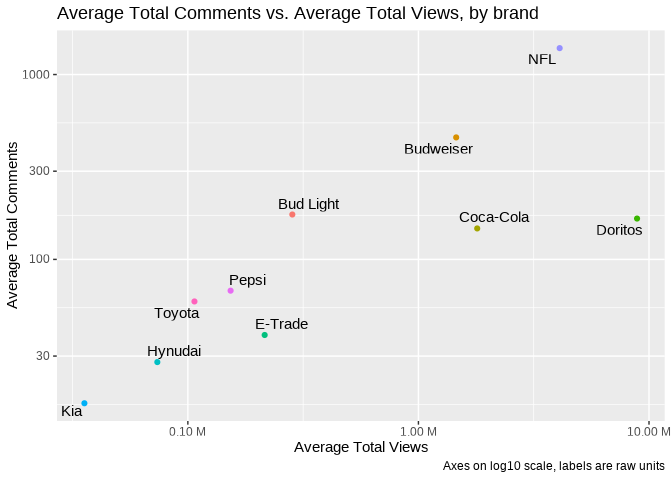 Average Total Comments vs. Average Total Views, by brand
1000
300
100
30
Average Total Comments
NFL
Budweiser
Bud Light
Coca-Cola
Doritos
Pepsi
Toyota
E-Trade
Hynudai
Kia
0.10 M
1.00 M
10.00 M
Average Total Views
Axes on log10 scale, labels are raw units